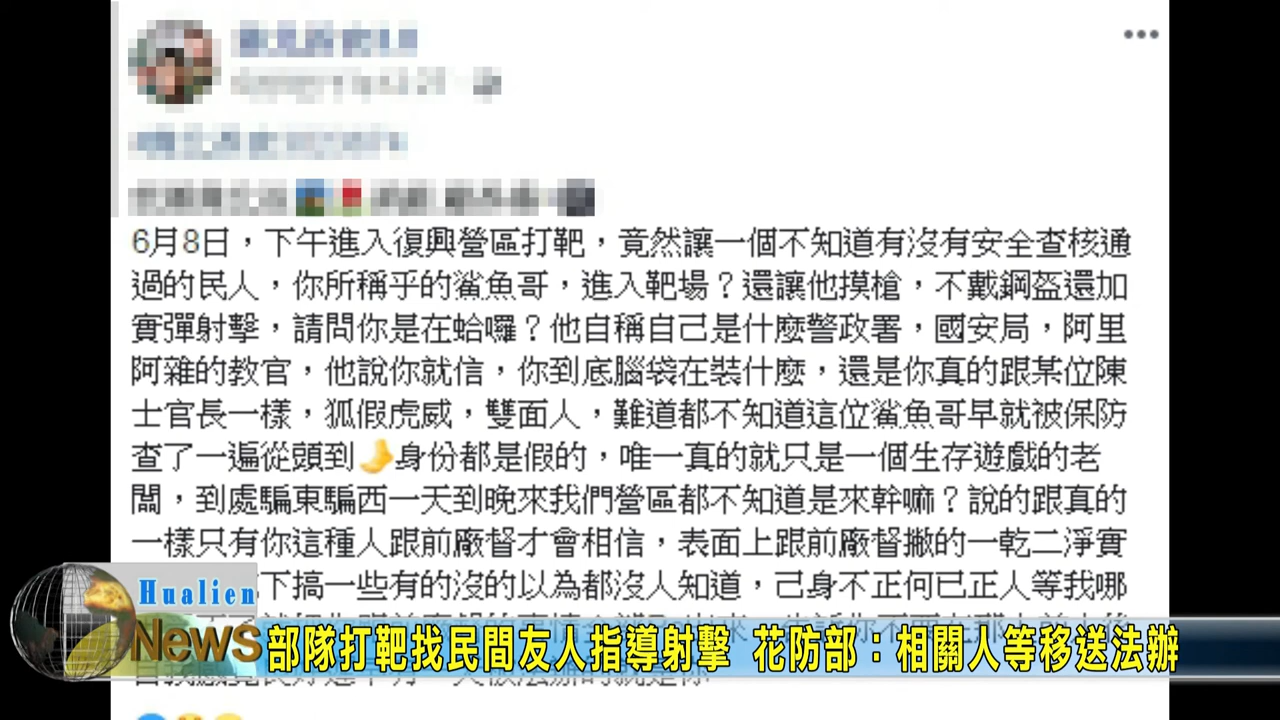 6月8日，下午進入復興營區打靶，竟然讓一個不知道有沒有安全查核通
過的民人，你所稱乎的鯊魚哥，進入靶場？還讓他摸槍，不戴鋼盔還加
實彈射擊，請問你是在蛤囉？他自稱自己是什麼警政署，國安局，阿里
阿雜的教官，他說你就信，你到底腦袋在裝什麼，還是你真的跟某位陳
士官長一樣，狐假虎威，雙面人，難道都不知道這位鯊魚哥早就被保防
查了一遍從頭到🦶身份都是假的，唯一真的就只是一個生存遊戲的老
闆，到處騙東騙西一天到晚來我們營區都不知道是來幹嘛？說的跟真的
一樣只有你這種人跟前廠督才會相信，表面上跟前廠督撇的一乾二淨實
下搞一些有的沒的以為都沒人知道，己身不正何已正人等我哪
Hualien
News
部隊打靶找民間友人指導射擊 花防部：相關人等移送法辦